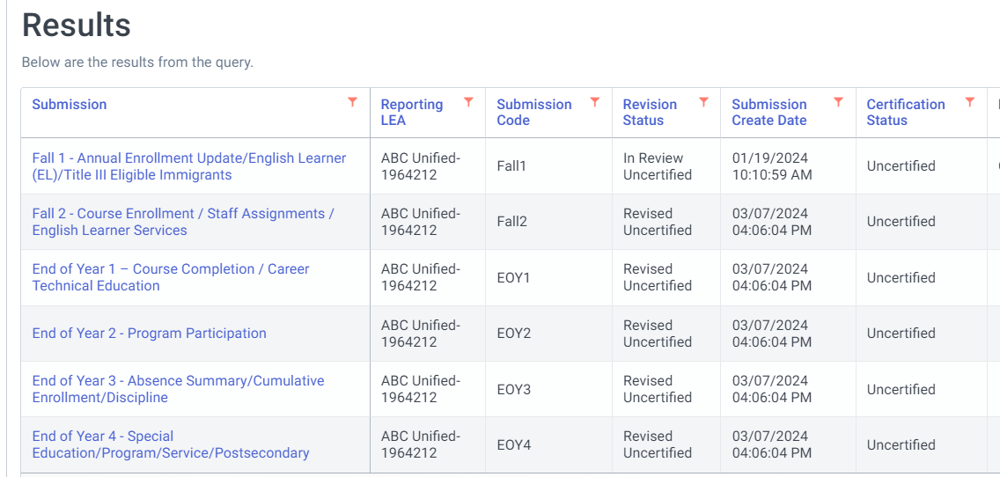 Results
Below are the results from the query.
Submission
Reporting LEA
Submission Code
Revision Status
Submission Create Date
Certification Status
Fall 1 - Annual Enrollment Update/English Learner
(EL)/Title III Eligible Immigrants
ABC Unified-
1964212
Fall1
In Review
Uncertified
01/19/2024
10:10:59 AM
Uncertified
Fall 2 - Course Enrollment / Staff Assignments /
English Learner Services
ABC Unified-
1964212
Fall2
Revised
Uncertified
03/07/2024
04:06:04 PM
Uncertified
End of Year 1 – Course Completion / Career
Technical Education
ABC Unified-
1964212
EOY1
Revised
Uncertified
03/07/2024
04:06:04 PM
Uncertified
End of Year 2 - Program Participation
ABC Unified-
1964212
EOY2
Revised
Uncertified
03/07/2024
04:06:04 PM
Uncertified
End of Year 3 - Absence Summary/Cumulative
Enrollment/Discipline
ABC Unified-
1964212
EOY3
Revised
Uncertified
03/07/2024
04:06:04 PM
Uncertified
End of Year 4 - Special
Education/Program/Service/Postsecondary
ABC Unified-
1964212
EOY4
Revised
Uncertified
03/07/2024
04:06:04 PM
Uncertified